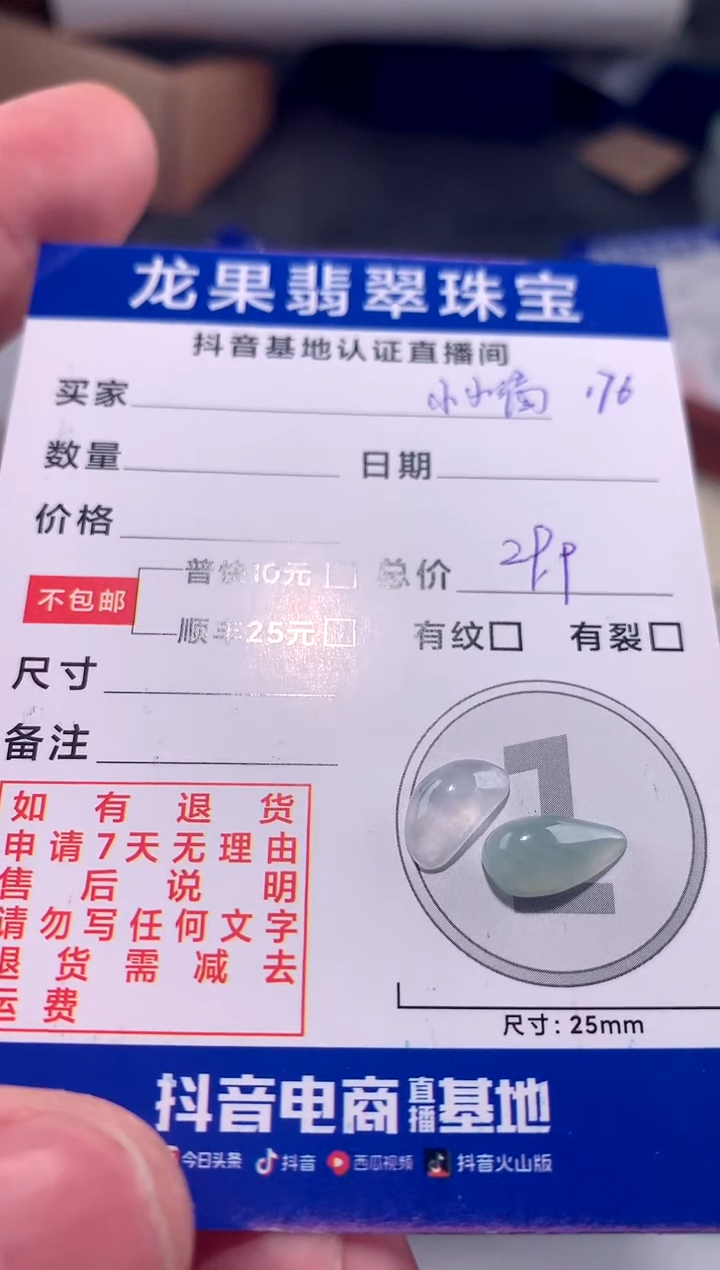 龙果翡翠珠宝
抖音基地认证直播间
买家 小小 176
数量 日期
价格
普快10元 总价
不包邮
顺丰25元 有纹 有裂
尺寸
备注
如有退货
申请7天无理由
售后说明
请勿写任何文字
退货需减去
运费
1
尺寸：25mm
抖音电商直播基地
今日头条 抖音 西瓜视频 抖音火山版